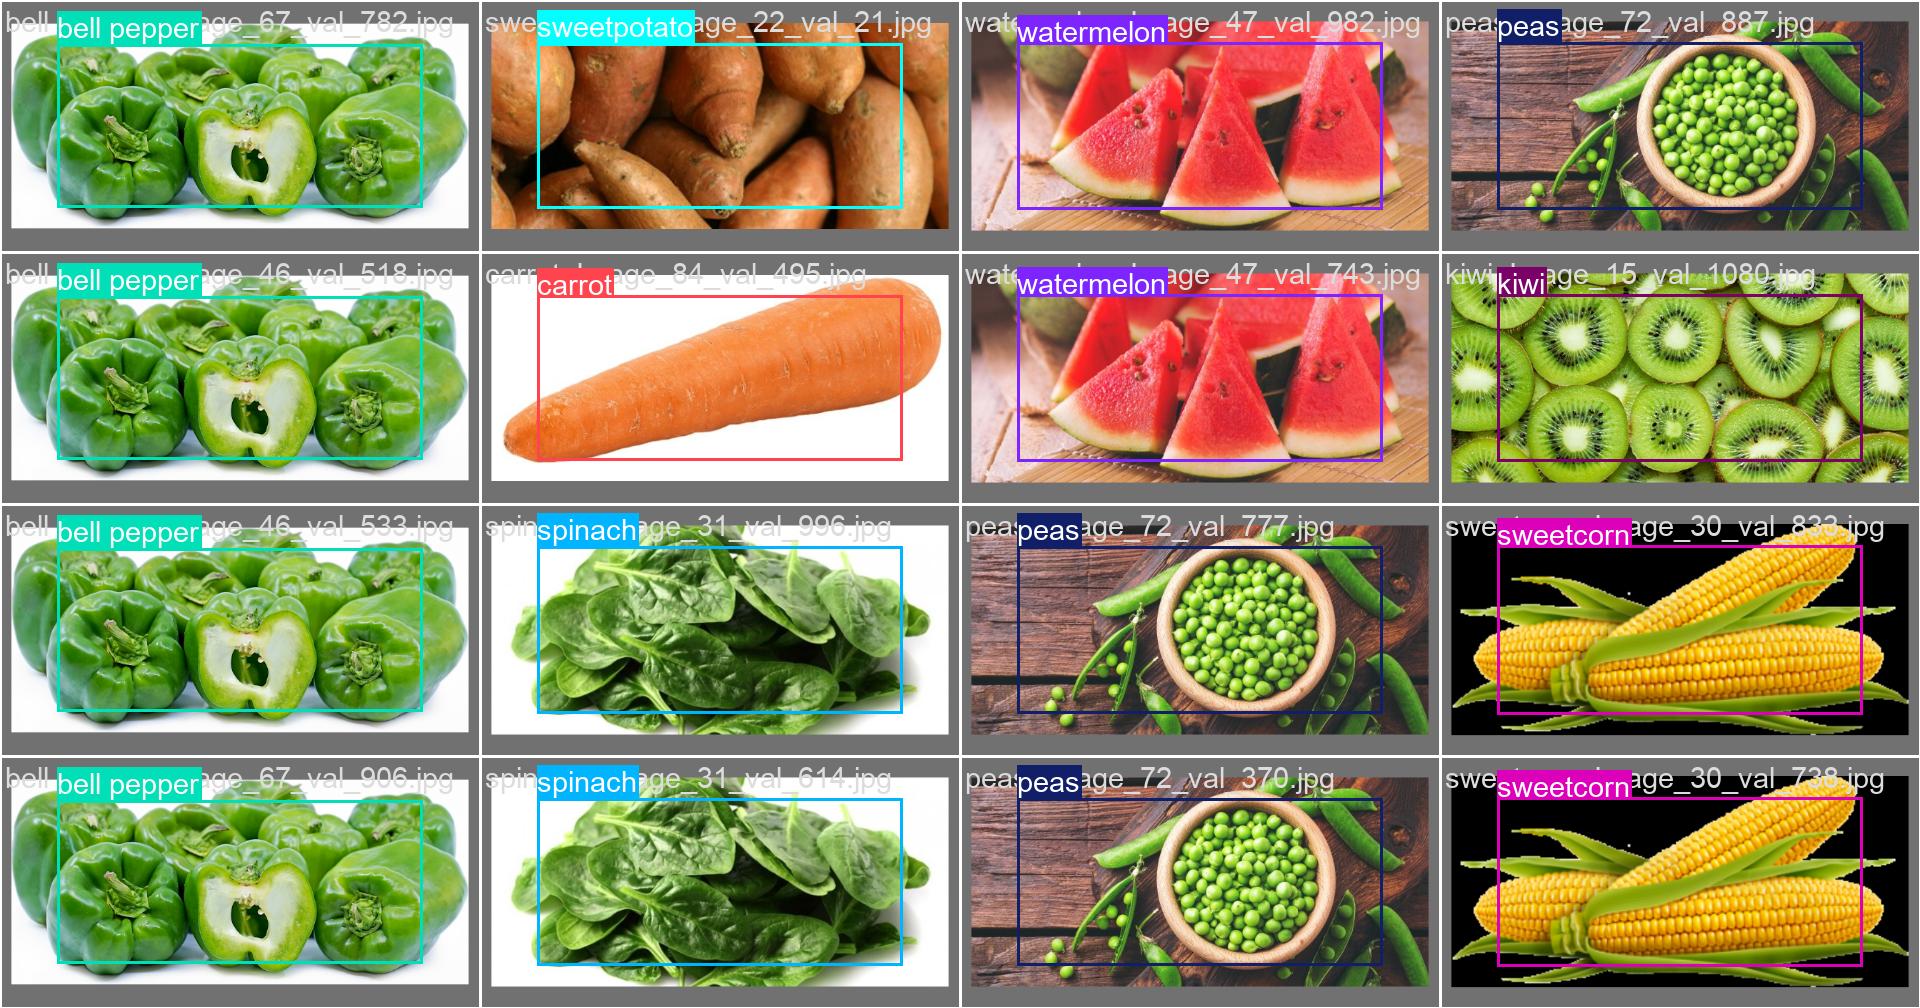 bell age_67_val_782.jpg
bell pepper
swe age_22_val_21.jpg
sweetpotato
wate age_47_val_982.jpg
watermelon
peas age_72_val_887.jpg
peas
bell age_46_val_518.jpg
bell pepper
carrot age_84_val_495.jpg
carrot
wate age_47_val_743.jpg
watermelon
kiwi age_15_val_1080.jpg
kiwi
bell age_46_val_533.jpg
bell pepper
spin age_31_val_996.jpg
spinach
peas age_72_val_777.jpg
peas
swe age_30_val_833.jpg
sweetcorn
bell age_67_val_906.jpg
bell pepper
spin age_31_val_614.jpg
spinach
peas age_72_val_370.jpg
peas
swe age_30_val_738.jpg
sweetcorn